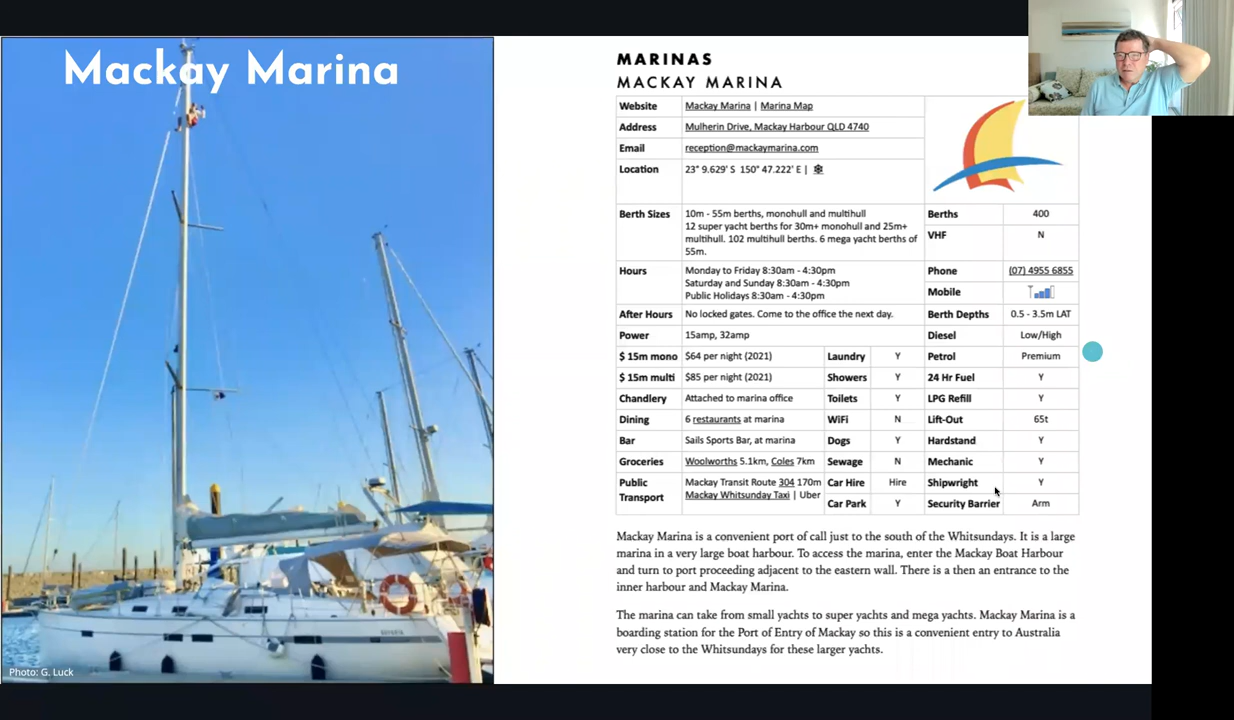 Mackay Marina
Photo: G. Luck
MARINAS
MACKAY MARINA
Website Mackay Marina | Marina Map
Address Mulherin Drive, Mackay Harbour QLD 4740
Email reception@mackaymarina.com
Location 23° 9.629' S 150° 47.222' E |
Berth Sizes 10m - 55m berths, monohull and multihull
12 super yacht berths for 30m+ monohull and 25m+
multihull. 102 multihull berths. 6 mega yacht berths of
55m.
Berths 400
VHF N
Hours Monday to Friday 8:30am - 4:30pm
Saturday and Sunday 8:30am - 4:30pm
Public Holidays 8:30am - 4:30pm
Phone (07) 4955 6855
Mobile
After Hours No locked gates. Come to the office the next day. Berth Depths 0.5 - 3.5m LAT
Power 15amp, 32amp Diesel Low/High
$ 15m mono $64 per night (2021) Laundry Y Petrol Premium
$ 15m multi $85 per night (2021) Showers Y 24 Hr Fuel Y
Chandlery Attached to marina office Toilets Y LPG Refill Y
Dining 6 restaurants at marina WiFi N Lift-Out 65t
Bar Sails Sports Bar, at marina Dogs Y Hardstand Y
Groceries Woolworths 5.1km, Coles 7km Sewage N Mechanic Y
Public Transport Mackay Transit Route 304 170m
Mackay Whitsunday Taxi | Uber
Car Hire Hire Shipwright Y
Car Park Y Security Barrier Arm
Mackay Marina is a convenient port of call just to the south of the Whitsundays. It is a large
marina in a very large boat harbour. To access the marina, enter the Mackay Boat Harbour
and turn to port proceeding adjacent to the eastern wall. There is a then an entrance to the
inner harbour and Mackay Marina.
The marina can take from small yachts to super yachts and mega yachts. Mackay Marina is a
boarding station for the Port of Entry of Mackay so this is a convenient entry to Australia
very close to the Whitsundays for these larger yachts.